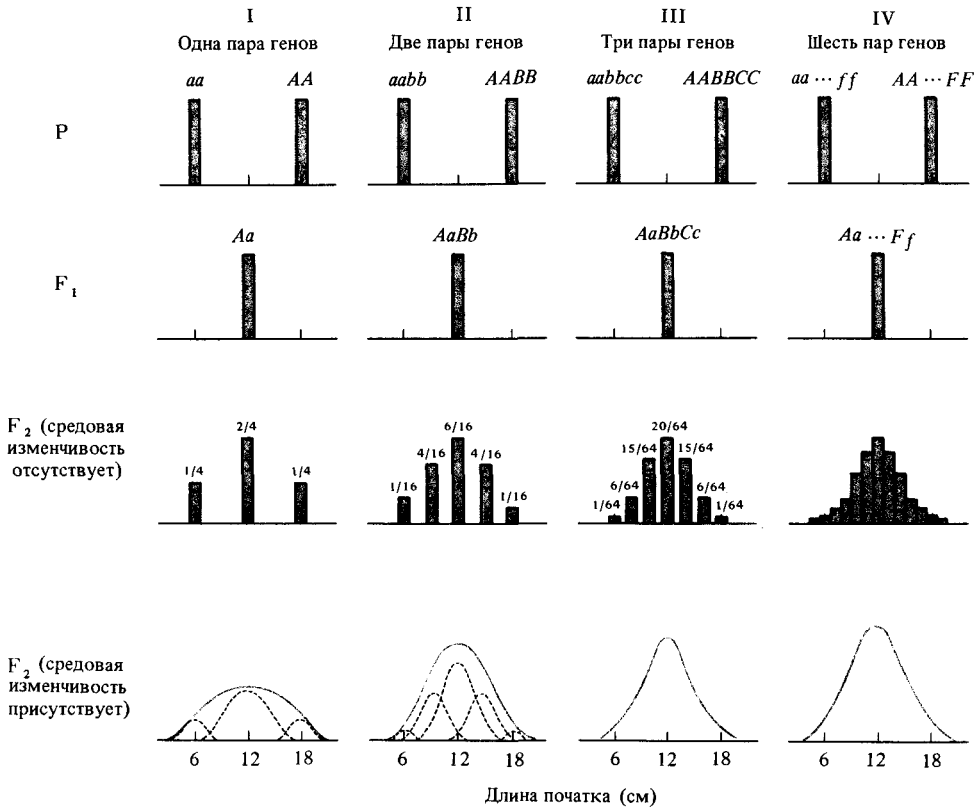 I II III IV
Одна пара генов Две пары генов Три пары генов Шесть пар генов
aa AA aabb AABB aabbcc AABBCC aa ··· ff AA ··· FF
P
Aa AaBb AaBbCc Aa ··· Ff
F₁
F₂ (средовая
изменчивость
отсутствует)
1/4 2/4 1/4
1/16 4/16 6/16 4/16 1/16
1/64 6/64 15/64 20/64 15/64 6/64 1/64
F₂ (средовая
изменчивость
присутствует)
6 12 18 6 12 18 6 12 18 6 12 18
Длина початка (см)